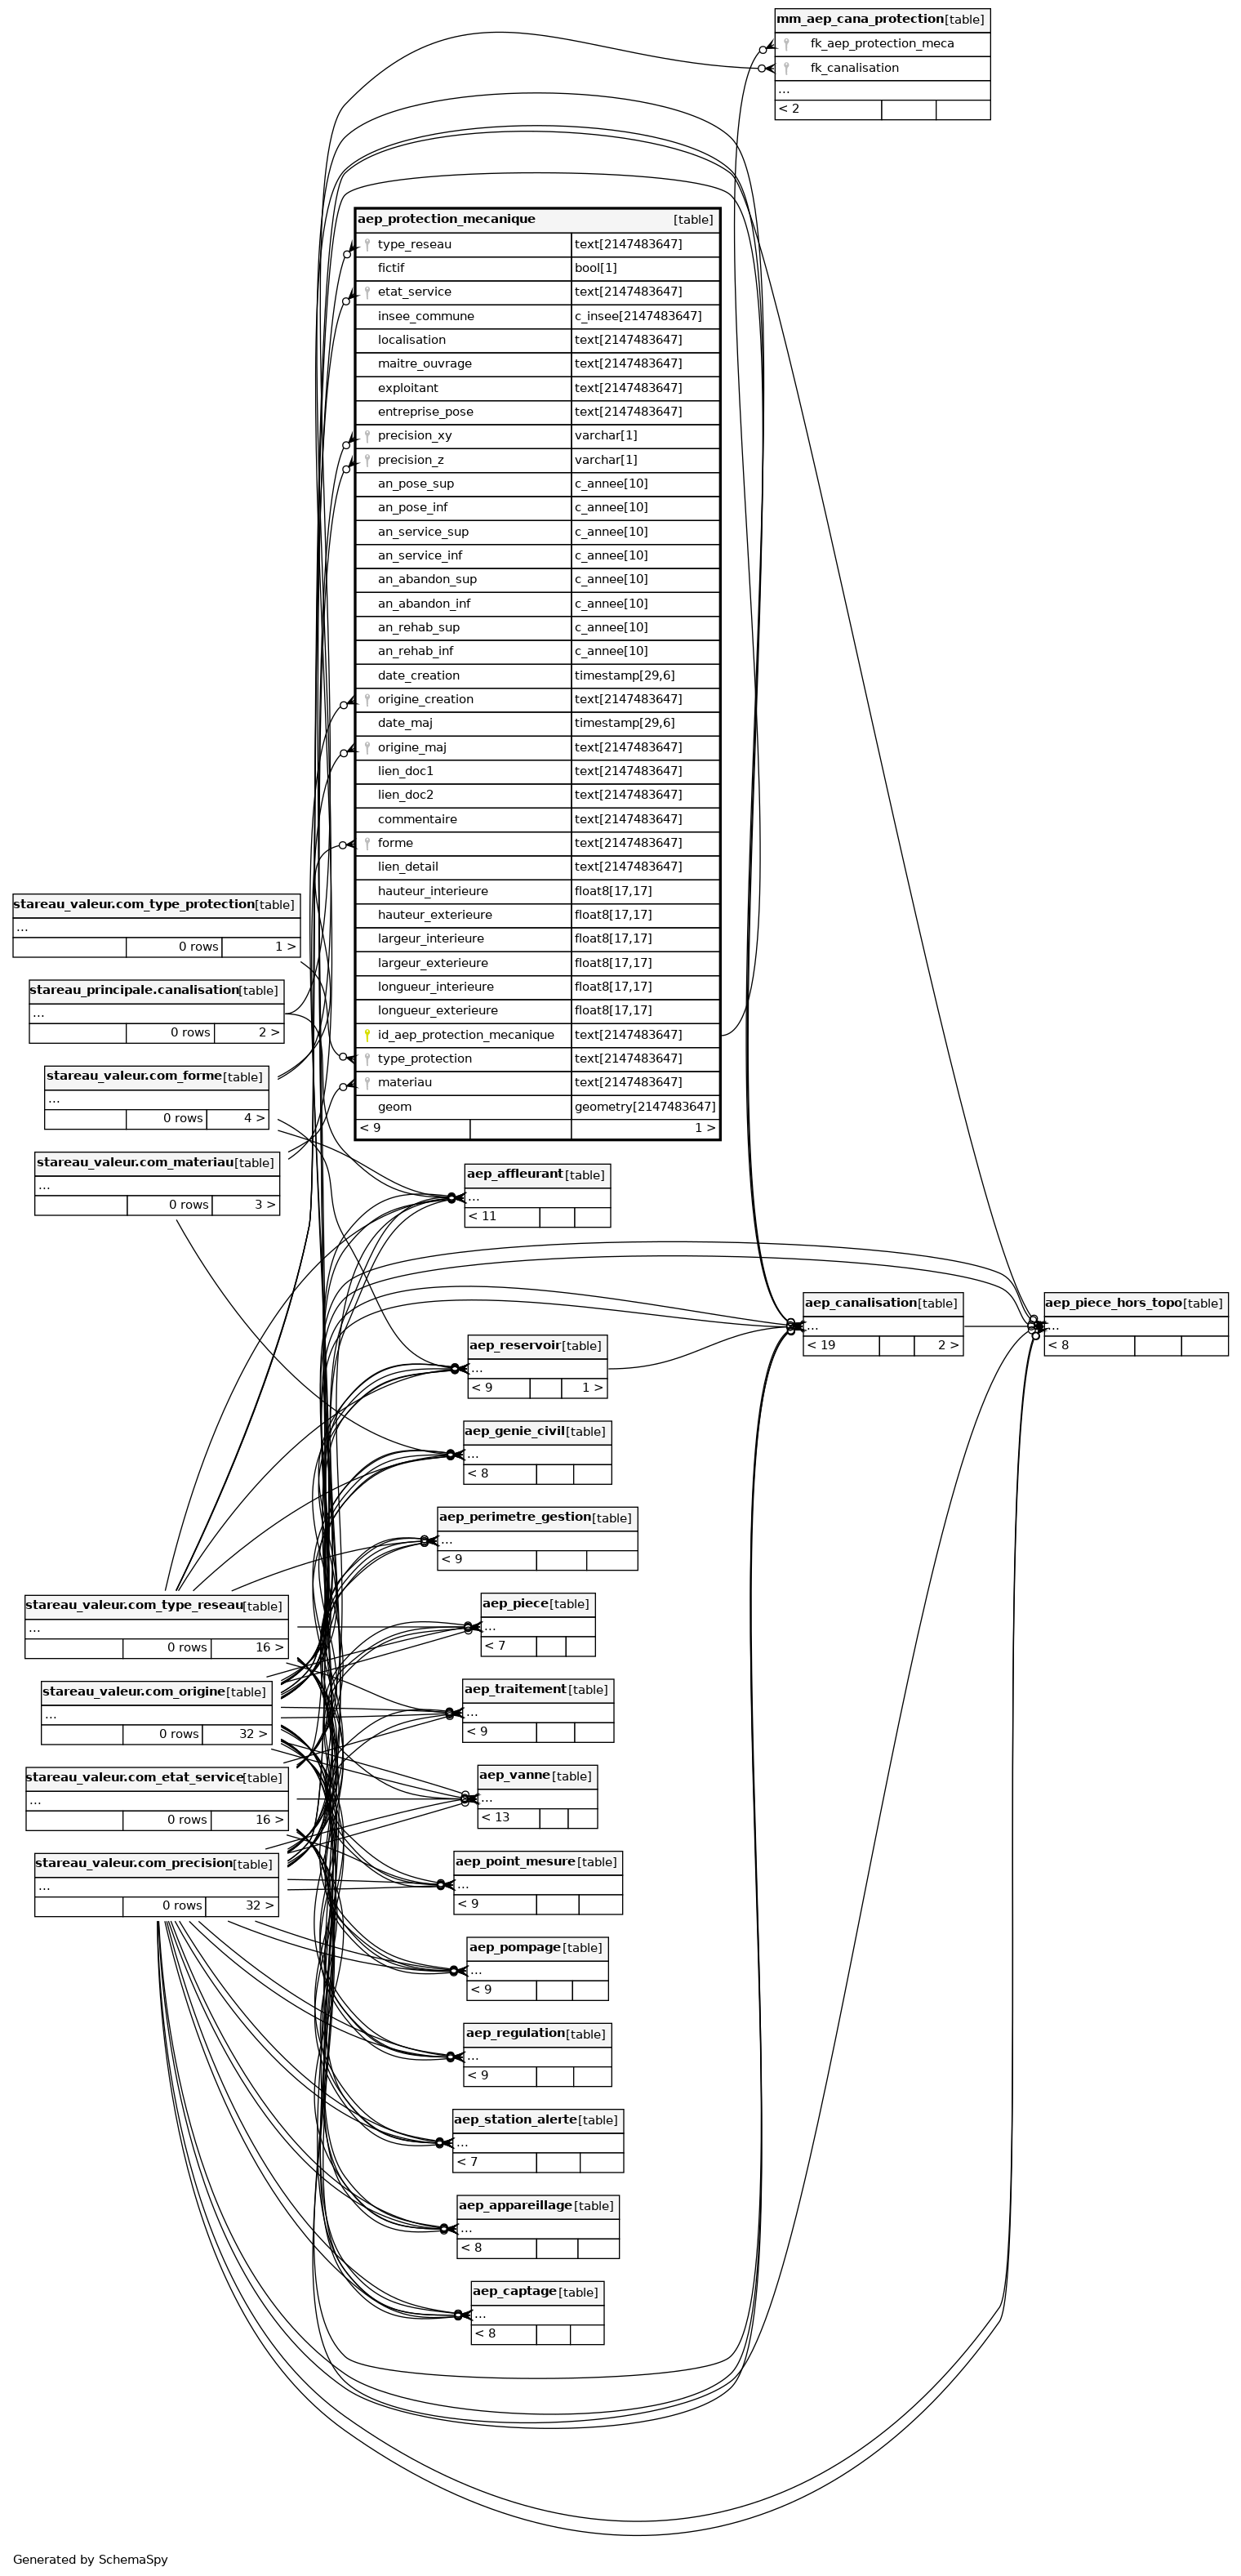 mm_aep_cana_protection [table]
fk_aep_protection_meca
fk_canalisation
...
< 2
aep_protection_mecanique [table]
type_reseau text[2147483647]
fictif bool[1]
etat_service text[2147483647]
insee_commune c_insee[2147483647]
localisation text[2147483647]
maitre_ouvrage text[2147483647]
exploitant text[2147483647]
entreprise_pose text[2147483647]
precision_xy varchar[1]
precision_z varchar[1]
an_pose_sup c_annee[10]
an_pose_inf c_annee[10]
an_service_sup c_annee[10]
an_service_inf c_annee[10]
an_abandon_sup c_annee[10]
an_abandon_inf c_annee[10]
an_rehab_sup c_annee[10]
an_rehab_inf c_annee[10]
date_creation timestamp[29,6]
origine_creation text[2147483647]
date_maj timestamp[29,6]
origine_maj text[2147483647]
lien_doc1 text[2147483647]
lien_doc2 text[2147483647]
commentaire text[2147483647]
forme text[2147483647]
lien_detail text[2147483647]
hauteur_interieure float8[17,17]
hauteur_exterieure float8[17,17]
largeur_interieure float8[17,17]
largeur_exterieure float8[17,17]
longueur_interieure float8[17,17]
longueur_exterieure float8[17,17]
id_aep_protection_mecanique text[2147483647]
type_protection text[2147483647]
materiau text[2147483647]
geom geometry[2147483647]
< 9 1 >
stareau_valeur.com_type_protection [table]
...
0 rows 1 >
stareau_principale.canalisation [table]
...
0 rows 2 >
stareau_valeur.com_forme [table]
...
0 rows 4 >
stareau_valeur.com_materiau [table]
...
0 rows 3 >
aep_affleurant [table]
...
< 11
aep_canalisation [table]
...
< 19 2 >
aep_piece_hors_topo [table]
...
< 8
aep_reservoir [table]
...
< 9 1 >
aep_genie_civil [table]
...
< 8
aep_perimetre_gestion [table]
...
< 9
stareau_valeur.com_type_reseau [table]
...
0 rows 16 >
aep_piece [table]
...
< 7
stareau_valeur.com_origine [table]
...
0 rows 32 >
aep_traitement [table]
...
< 9
stareau_valeur.com_etat_service [table]
...
0 rows 16 >
aep_vanne [table]
...
< 13
stareau_valeur.com_precision [table]
...
0 rows 32 >
aep_point_mesure [table]
...
< 9
aep_pompage [table]
...
< 9
aep_regulation [table]
...
< 9
aep_station_alerte [table]
...
< 7
aep_appareillage [table]
...
< 8
aep_captage [table]
...
< 8
Generated by SchemaSpy